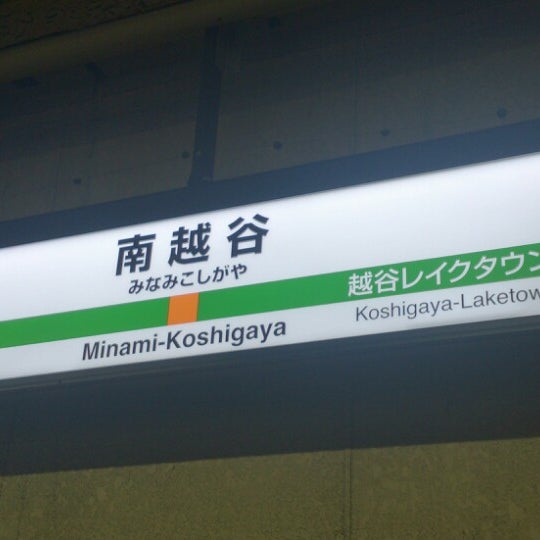 南越谷
みなみこしがや
Minami-Koshigaya
越谷レイクタウン
Koshigaya-Laketow